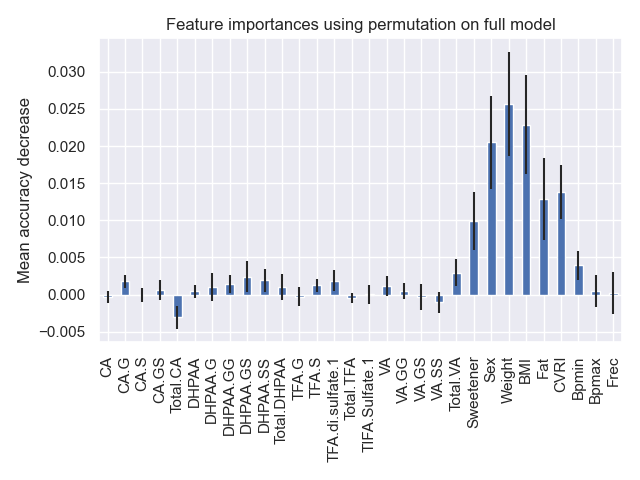 Feature importances using permutation on full model
Mean accuracy decrease
0.030
0.025
0.020
0.015
0.010
0.005
0.000
−0.005
CA
CA.G
CA.S
CA.GS
Total.CA
DHPAA
DHPAA.G
DHPAA.GG
DHPAA.GS
DHPAA.SS
Total.DHPAA
TFA.G
TFA.S
TFA.di.sulfate.1
Total.TFA
TIFA.Sulfate.1
VA
VA.GG
VA.GS
VA.SS
Total.VA
Sweetener
Sex
Weight
BMI
Fat
CVRI
Bpmin
Bpmax
Frec